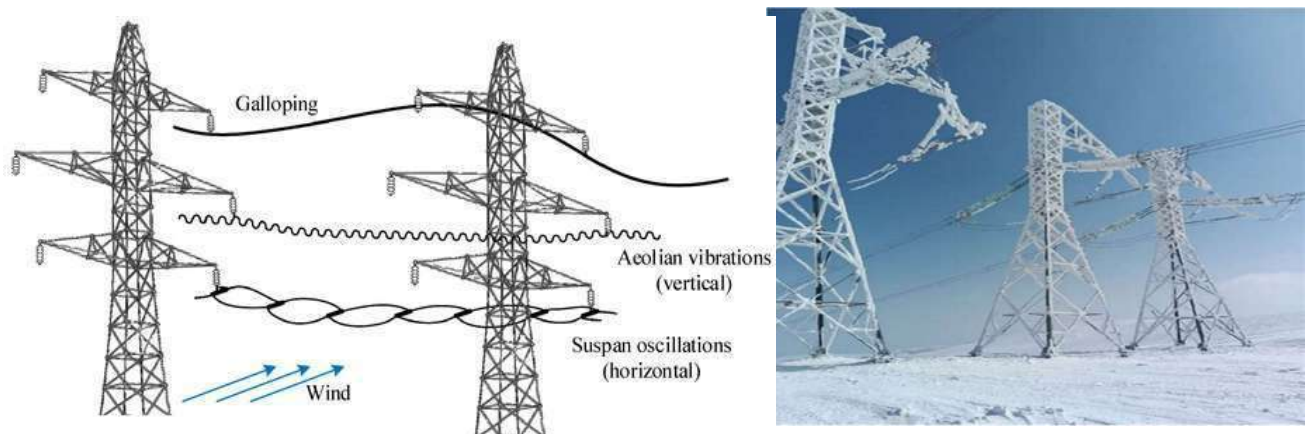 Galloping
Aeolian vibrations
(vertical)
Suspan oscillations
(horizontal)
Wind